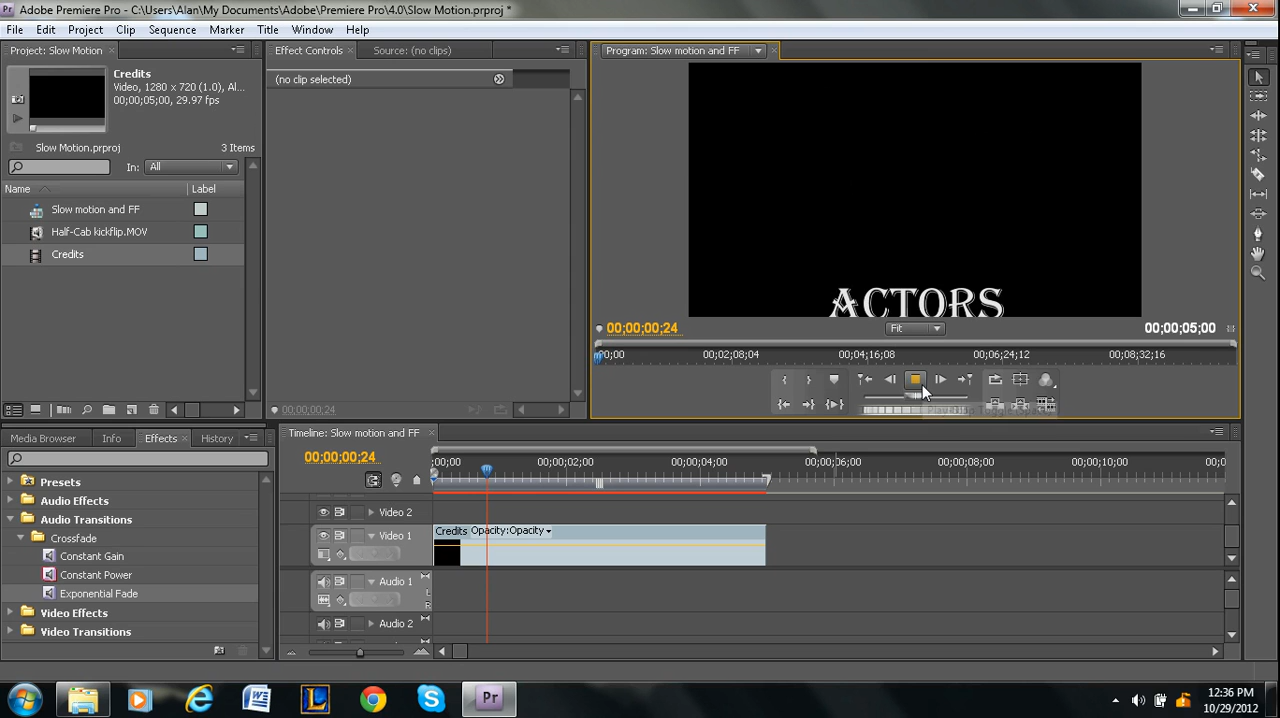 Adobe Premiere Pro - C:\Users\Alan\My Documents\Adobe\Premiere Pro\4.0\Slow Motion.prproj *
File Edit Project Clip Sequence Marker Title Window Help
Project: Slow Motion
Credits
Video, 1280 x 720 (1.0), Al...
00;00;05;00, 29.97 fps
Slow Motion.prproj 3 Items
In: All
Name Label
Slow motion and FF
Half-Cab kickflip.MOV
Credits
Effect Controls Source: (no clips)
(no clip selected)
00;00;00;24
Program: Slow motion and FF
ACTORS
00;00;00;24 Fit 00;00;05;00
00;00 00;02;08;04 00;04;16;08 00;06;24;12 00;08;32;16
Media Browser Info Effects History
Presets
Audio Effects
Audio Transitions
Crossfade
Constant Gain
Constant Power
Exponential Fade
Video Effects
Video Transitions
Timeline: Slow motion and FF
00;00;00;24
;00;00 00;00;02;00 00;00;04;00 00;00;06;00 00;00;08;00 00;00;10;00 00;0
Video 2
Video 1
Credits Opacity:Opacity
Audio 1
L
R
Audio 2
W
L
S
Pr
12:36 PM
10/29/2012